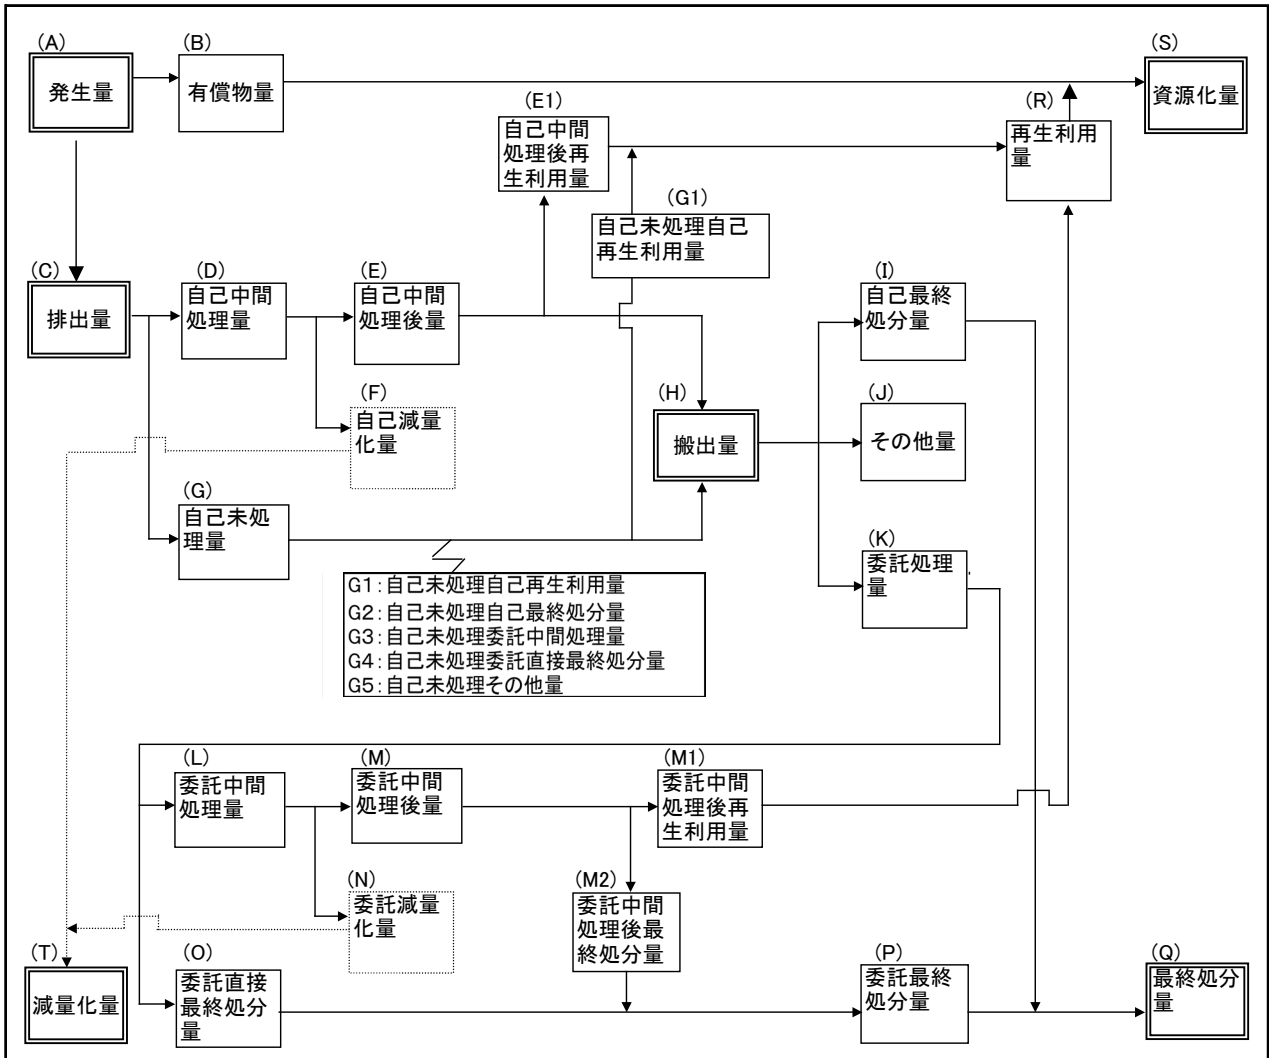 (A)
発生量
(B)
有償物量
(S)
資源化量
(E1)
自己中間
処理後再
生利用量
(R)
再生利用
量
(G1)
自己未処理自己
再生利用量
(C)
排出量
(D)
自己中間
処理量
(E)
自己中間
処理後量
(I)
自己最終
処分量
(F)
自己減量
化量
(H)
搬出量
(J)
その他量
(G)
自己未処
理量
(K)
委託処理
量
G1:自己未処理自己再生利用量
G2:自己未処理自己最終処分量
G3:自己未処理委託中間処理量
G4:自己未処理委託直接最終処分量
G5:自己未処理その他量
(L)
委託中間
処理量
(M)
委託中間
処理後量
(M1)
委託中間
処理後再
生利用量
(N)
委託減量
化量
(M2)
委託中間
処理後最
終処分量
(T)
減量化量
(O)
委託直接
最終処分
量
(P)
委託最終
処分量
(Q)
最終処分
量